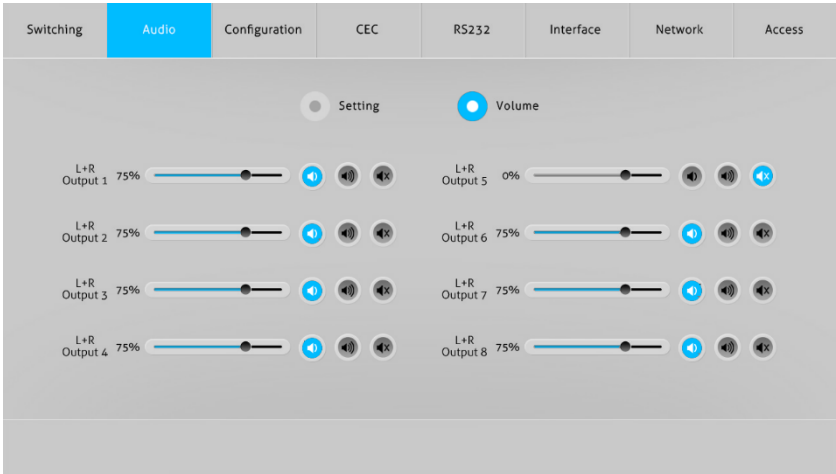 Switching Audio Configuration CEC RS232 Interface Network Access
Setting Volume
L+R
Output 1 75%
L+R
Output 5 0%
L+R
Output 2 75%
L+R
Output 6 75%
L+R
Output 3 75%
L+R
Output 7 75%
L+R
Output 4 75%
L+R
Output 8 75%